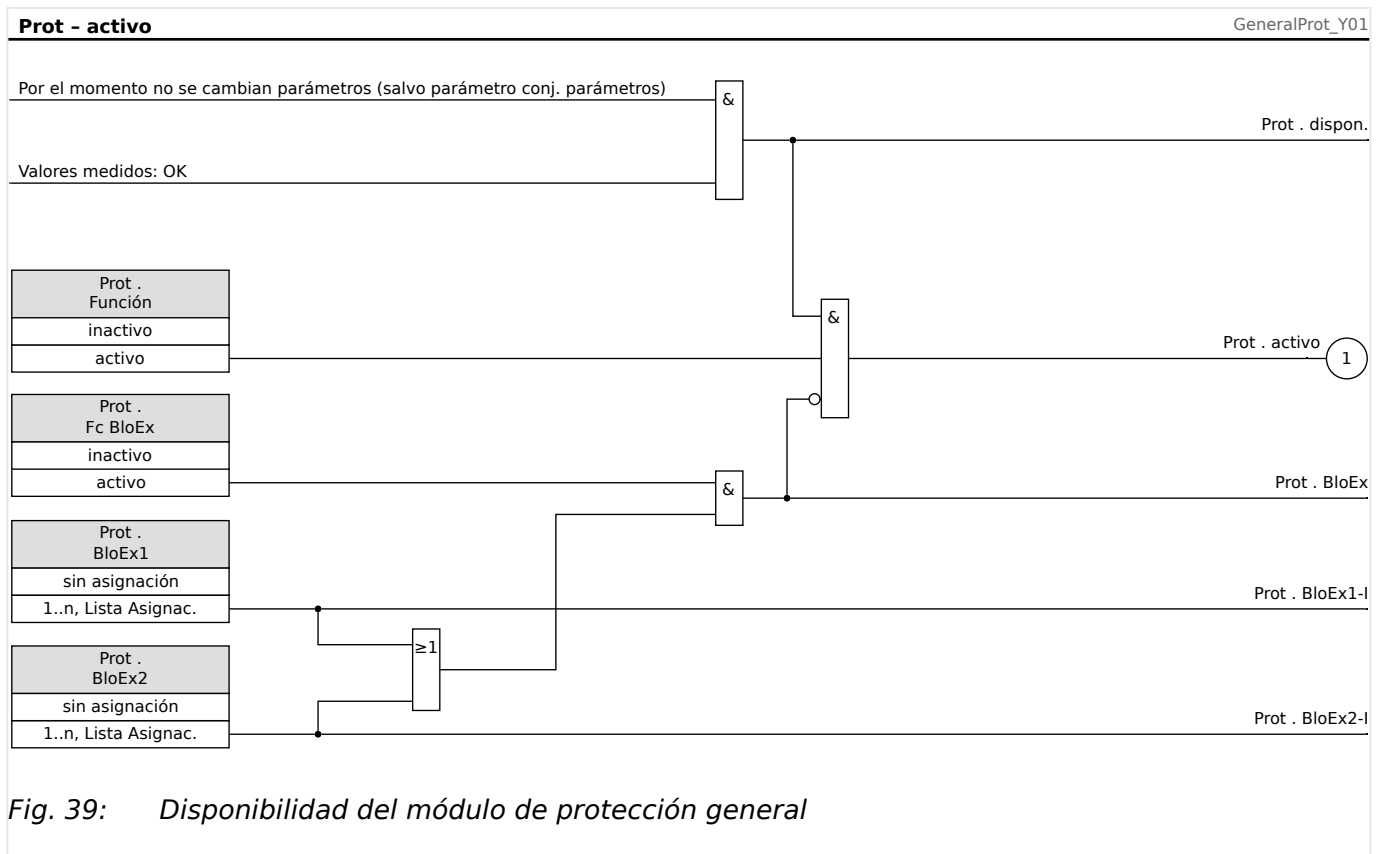 Prot – activo
GeneralProt_Y01
Por el momento no se cambian parámetros (salvo parámetro conj. parámetros)
&
Prot . dispon.
Valores medidos: OK
Prot .
Función
inactivo
activo
&
Prot . activo
1
Prot .
Fc BloEx
inactivo
activo
&
Prot . BloEx
Prot .
BloEx1
sin asignación
1..n, Lista Asignac.
Prot . BloEx1-I
≥1
Prot .
BloEx2
sin asignación
1..n, Lista Asignac.
Prot . BloEx2-I
Fig. 39: Disponibilidad del módulo de protección general